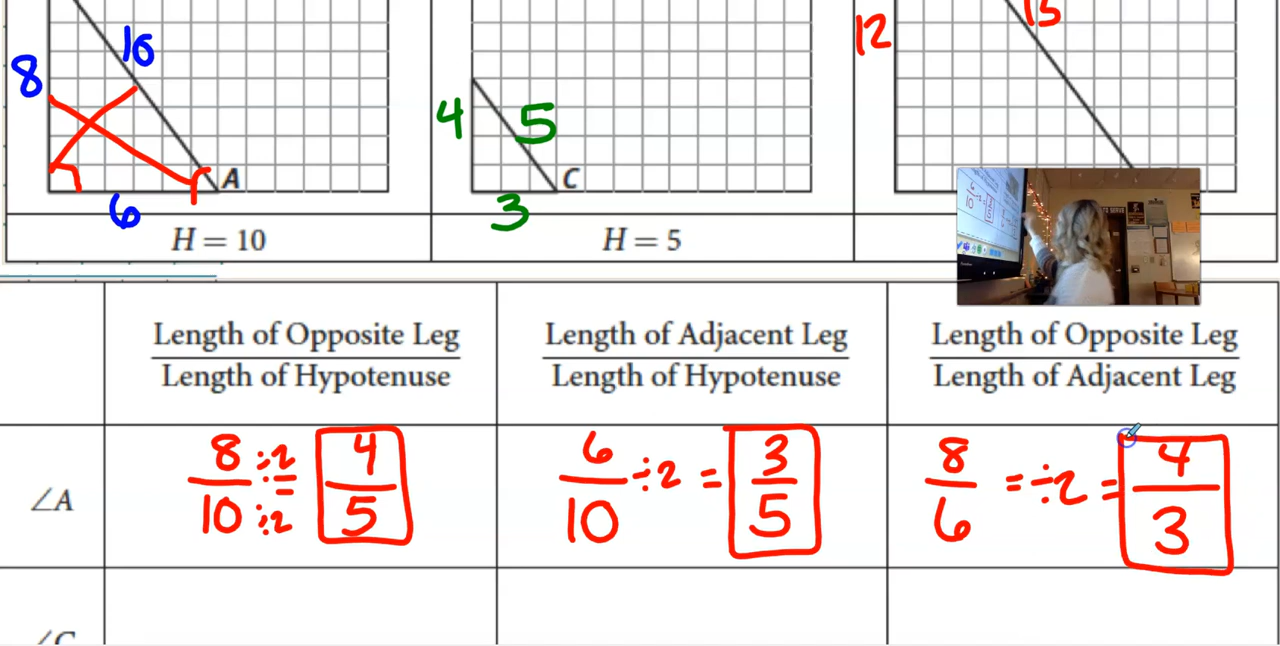 8
10
A
6
4
5
C
3
12
15
H = 10
H = 5
Length of Opposite Leg
Length of Hypotenuse
Length of Adjacent Leg
Length of Hypotenuse
Length of Opposite Leg
Length of Adjacent Leg
∠A
8 ÷2 = 4
10 ÷2 5
6 ÷2 = 3
10 5
8 = ÷2 = 4
6 3
∠C